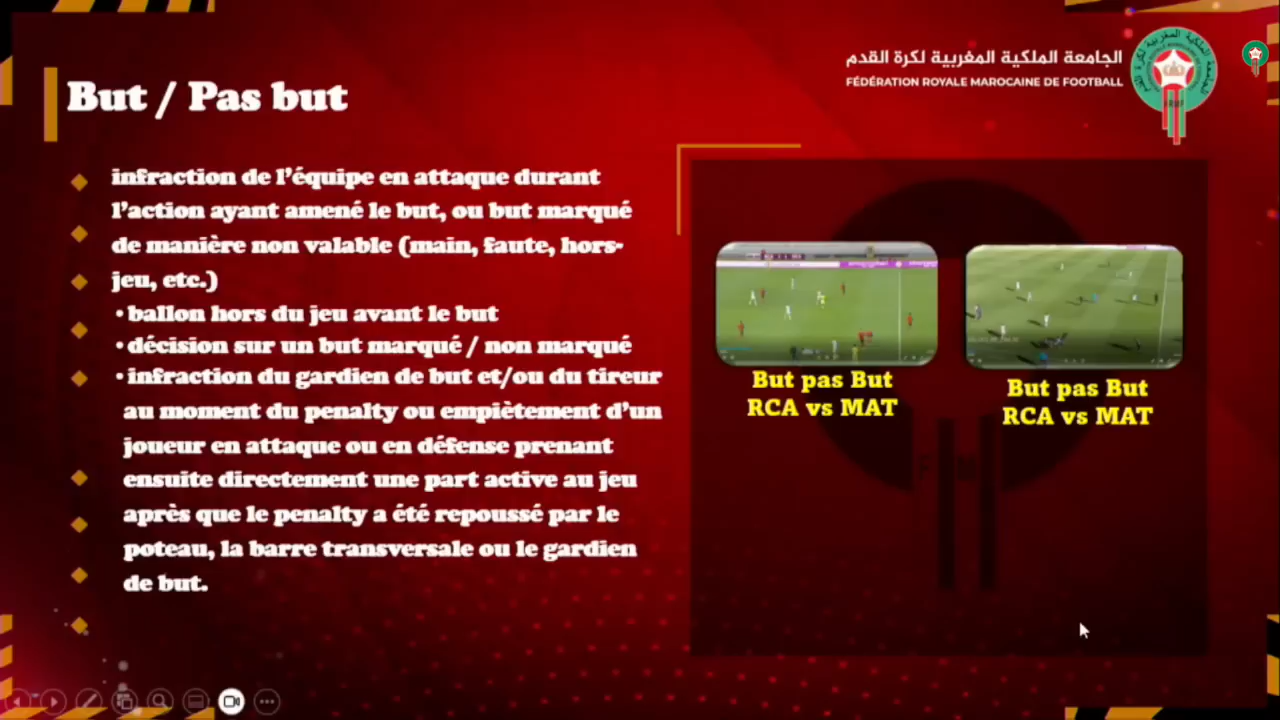 الجامعة الملكية المغربية لكرة القدم
FÉDÉRATION ROYALE MAROCAINE DE FOOTBALL
But / Pas but
infraction de l'équipe en attaque durant
l'action ayant amené le but, ou but marqué
de manière non valable (main, faute, hors-
jeu, etc.)
• ballon hors du jeu avant le but
• décision sur un but marqué / non marqué
• infraction du gardien de but et/ou du tireur
au moment du penalty ou empiètement d'un
joueur en attaque ou en défense prenant
ensuite directement une part active au jeu
après que le penalty a été repoussé par le
poteau, la barre transversale ou le gardien
de but.
But pas But
RCA vs MAT
But pas But
RCA vs MAT